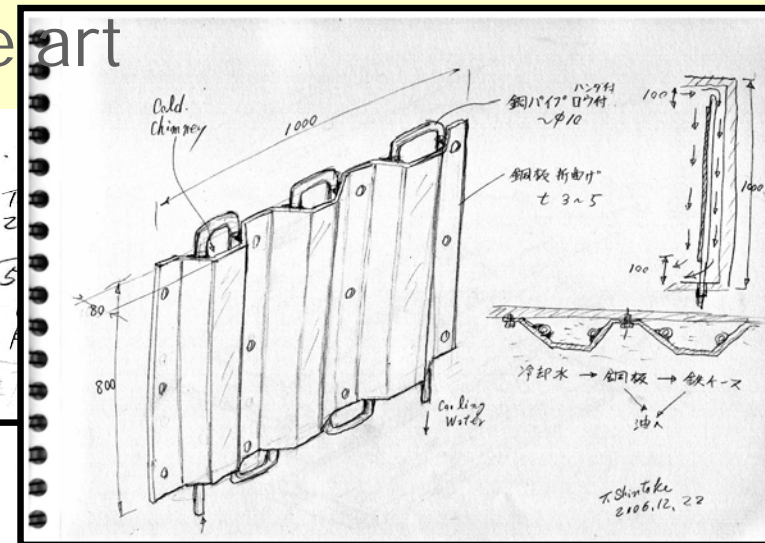 e art
Cold.
Chimney
1000
ハンダ付
銅パイプ ロウ付
~φ10
銅板 折曲げ
t 3~5
80
800
Cooling
Water
100
1000
100
冷却水 → 銅板 → 鉄ケース
油へ
T. Shintake
2006.12.22